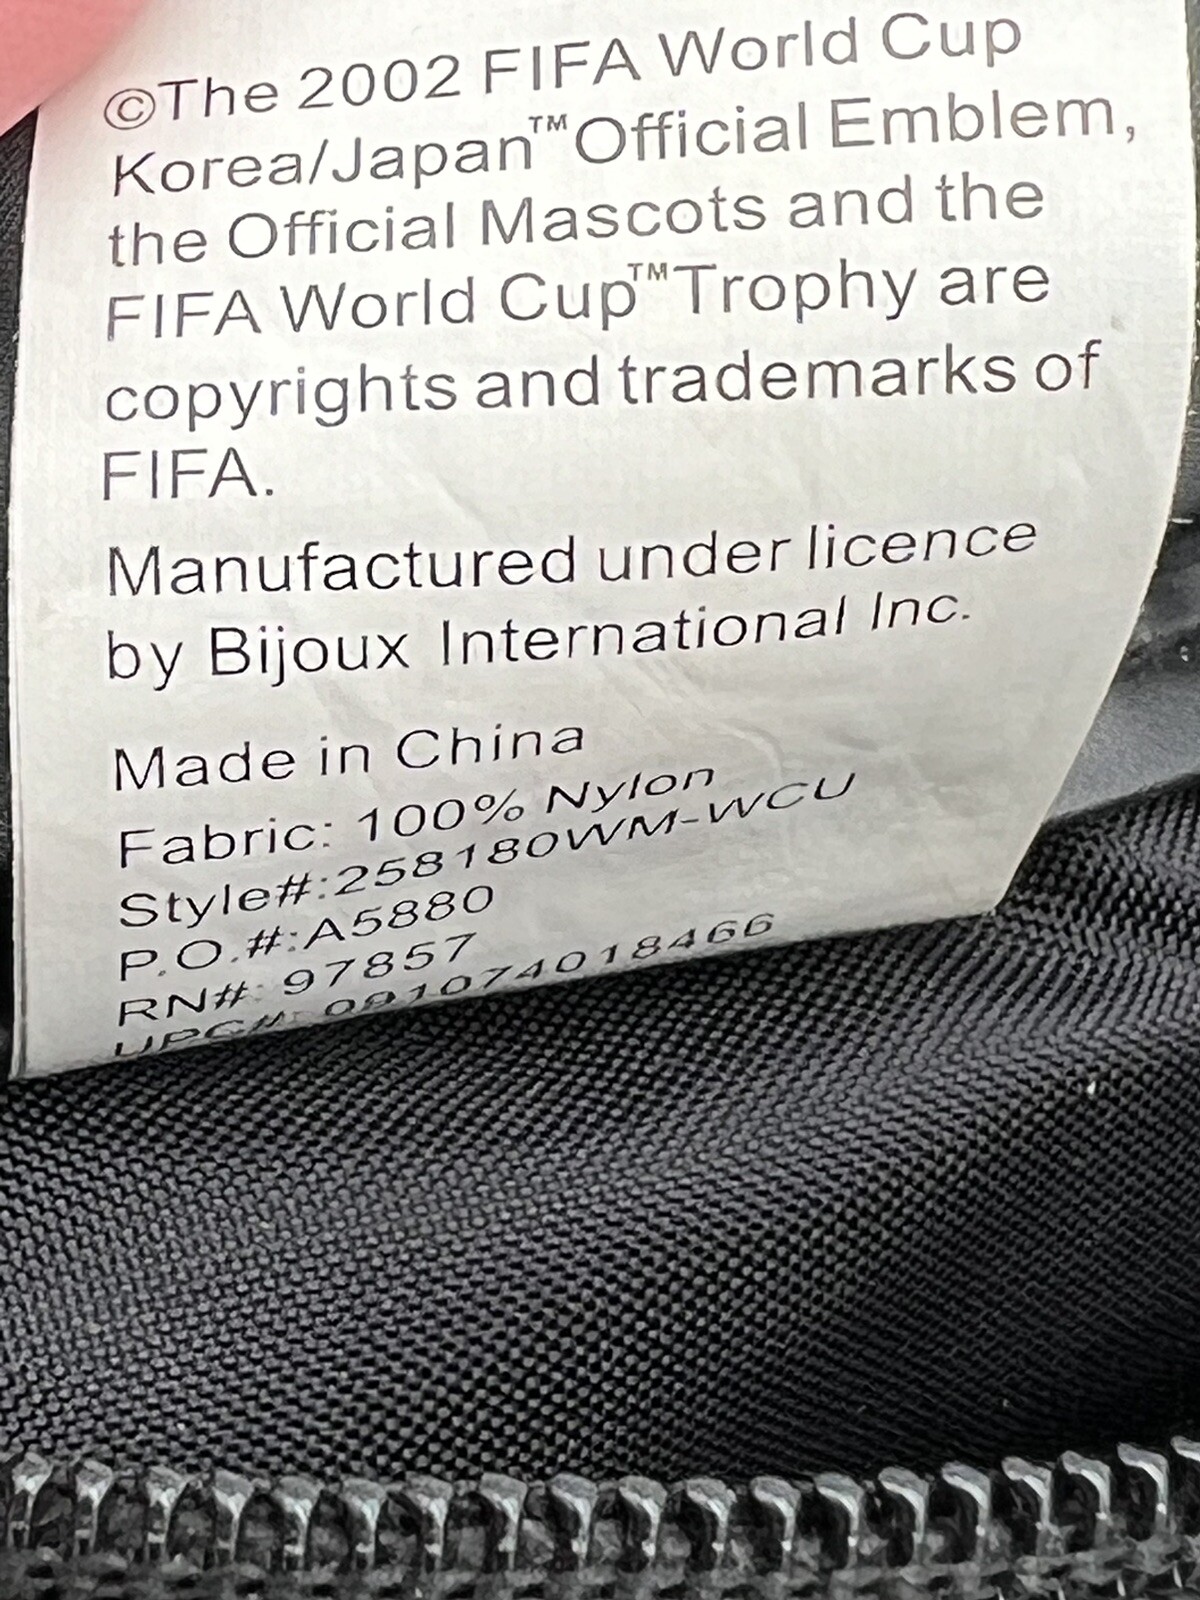 ©The 2002 FIFA World Cup
Korea/Japan™ Official Emblem,
the Official Mascots and the
FIFA World Cup™ Trophy are
copyrights and trademarks of
FIFA.
Manufactured under licence
by Bijoux International Inc.
Made in China
Fabric: 100% Nylon
Style#:258180WM-WCU
P.O.#:A5880
RN#: 97857
UPC#: 091074018466